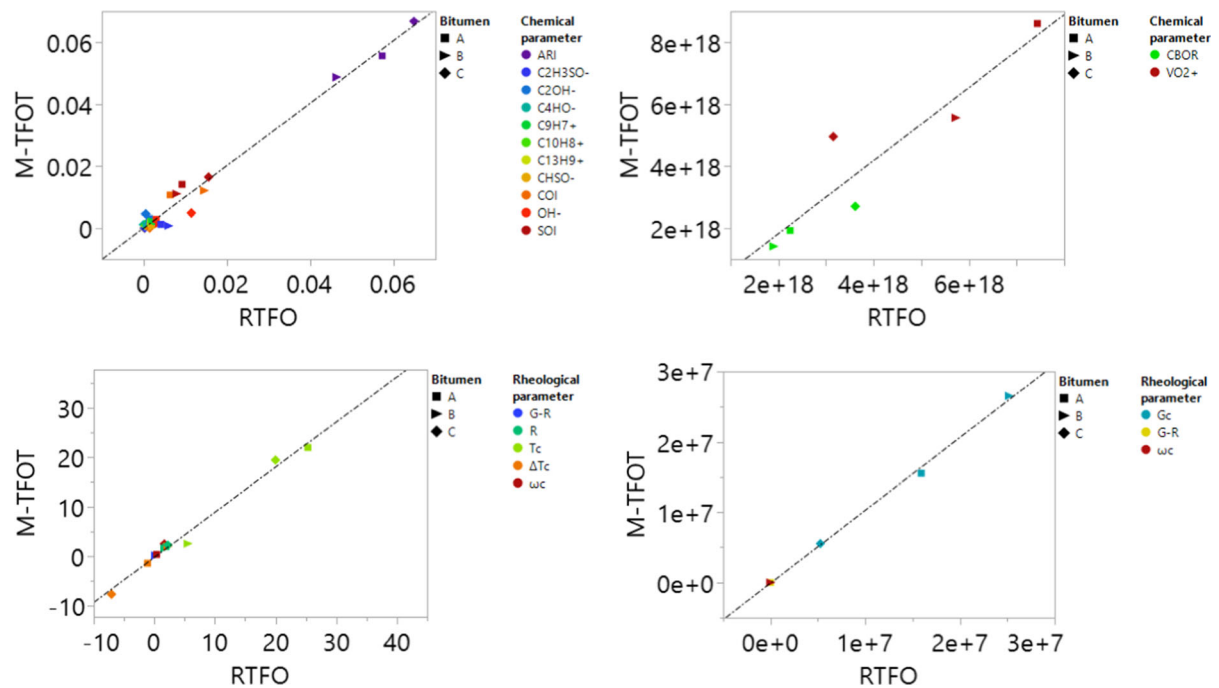 Bitumen
A
B
C
Chemical
parameter
ARI
C2H3SO-
C2OH-
C4HO-
C9H7+
C10H8+
C13H9+
CHSO-
COI
OH-
SOI
0.06
0.04
0.02
0
M-TFOT
0 0.02 0.04 0.06
RTFO
Bitumen
A
B
C
Chemical
parameter
CBOR
VO2+
8e+18
6e+18
4e+18
2e+18
M-TFOT
2e+18 4e+18 6e+18
RTFO
Bitumen
A
B
C
Rheological
parameter
G-R
R
Tc
ΔTc
ωc
30
20
10
0
-10
M-TFOT
-10 0 10 20 30 40
RTFO
Bitumen
A
B
C
Rheological
parameter
Gc
G-R
ωc
3e+7
2e+7
1e+7
0e+0
M-TFOT
0e+0 1e+7 2e+7 3e+7
RTFO